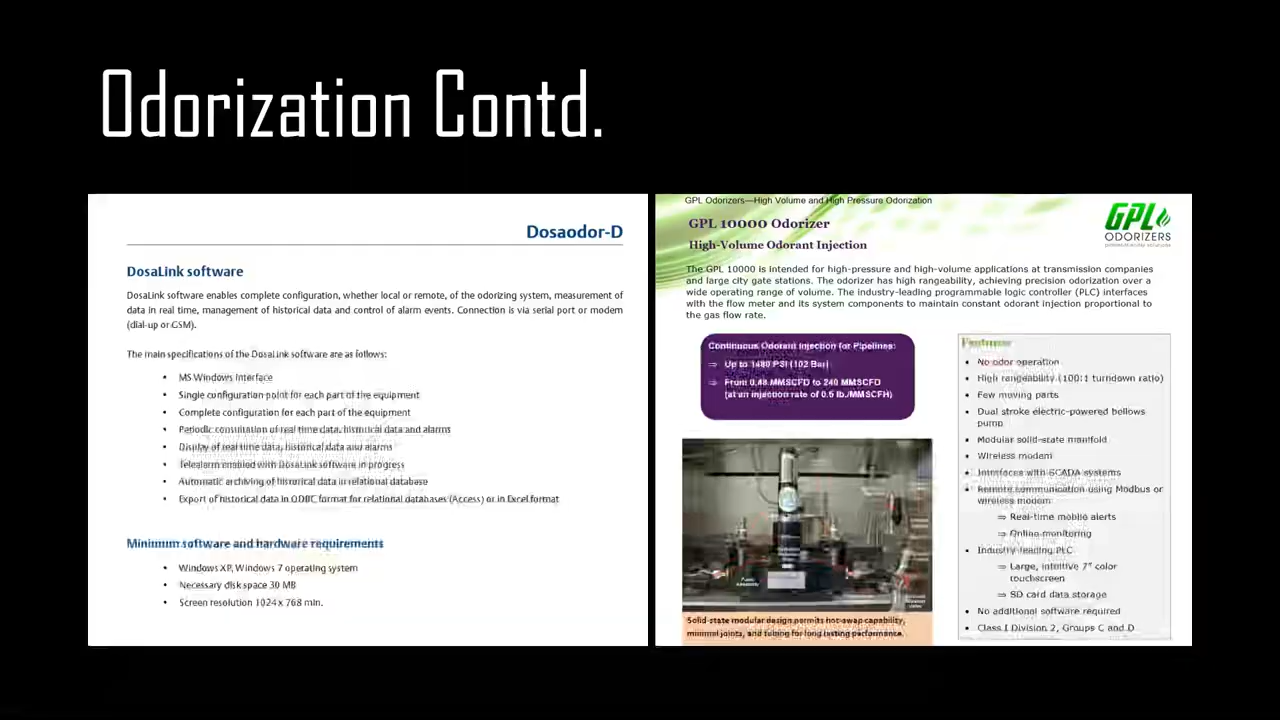 Odorization Contd.
Dosaodor-D
DosaLink software
DosaLink software enables complete configuration, whether local or remote, of the odorizing system, measurement of
data in real time, management of historical data and control of alarm events. Connection is via serial port or modem
(dial-up or GSM).
The main specifications of the DosaLink software are as follows:
• MS Windows Interface
• Single configuration point for each part of the equipment
• Complete configuration for each part of the equipment
• Periodic consultation of real time data, historical data and alarms
• Display of real time data, historical data and alarms
• Telealarm enabled with DosaLink software in progress
• Automatic archiving of historical data in relational database
• Export of historical data in ODBC format for relational databases (Access) or in Excel format
Minimum software and hardware requirements
• Windows XP, Windows 7 operating system
• Necessary disk space 30 MB
• Screen resolution 1024 x 768 min.
GPL Odorizers—High Volume and High Pressure Odorization
GPL 10000 Odorizer
High-Volume Odorant Injection
GPL
ODORIZERS
The GPL 10000 is intended for high-pressure and high-volume applications at transmission companies
and large city gate stations. The odorizer has high rangeability, achieving precision odorization over a
wide operating range of volume. The industry-leading programmable logic controller (PLC) interfaces
with the flow meter and its system components to maintain constant odorant injection proportional to
the gas flow rate.
Continuous Odorant Injection for Pipelines:
⇒ Up to 1480 PSI (102 Bar)
⇒ From 0.48 MMSCFD to 240 MMSCFD
(at an injection rate of 0.5 lb./MMSCFH)
Solid-state modular design permits hot-swap capability,
minimal joints, and tubing for long lasting performance.
Features
• No odor operation
• High rangeability (100:1 turndown ratio)
• Few moving parts
• Dual stroke electric-powered bellows
pump
• Modular solid-state manifold
• Wireless modem
• Interfaces with SCADA systems
• Remote communication using Modbus or
wireless modem:
⇒ Real-time mobile alerts
⇒ Online monitoring
• Industry-leading PLC
⇒ Large, intuitive 7" color
touchscreen
⇒ SD card data storage
• No additional software required
• Class I Division 2, Groups C and D